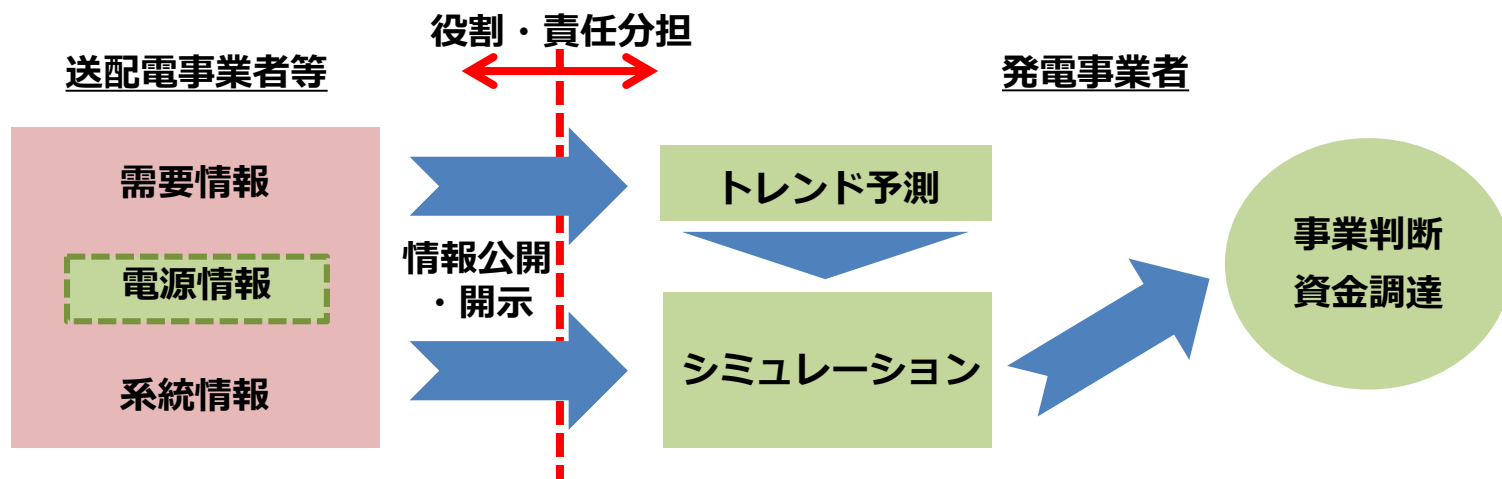 役割・責任分担
送配電事業者等
発電事業者
需要情報
電源情報
系統情報
情報公開
・開示
トレンド予測
シミュレーション
事業判断
資金調達